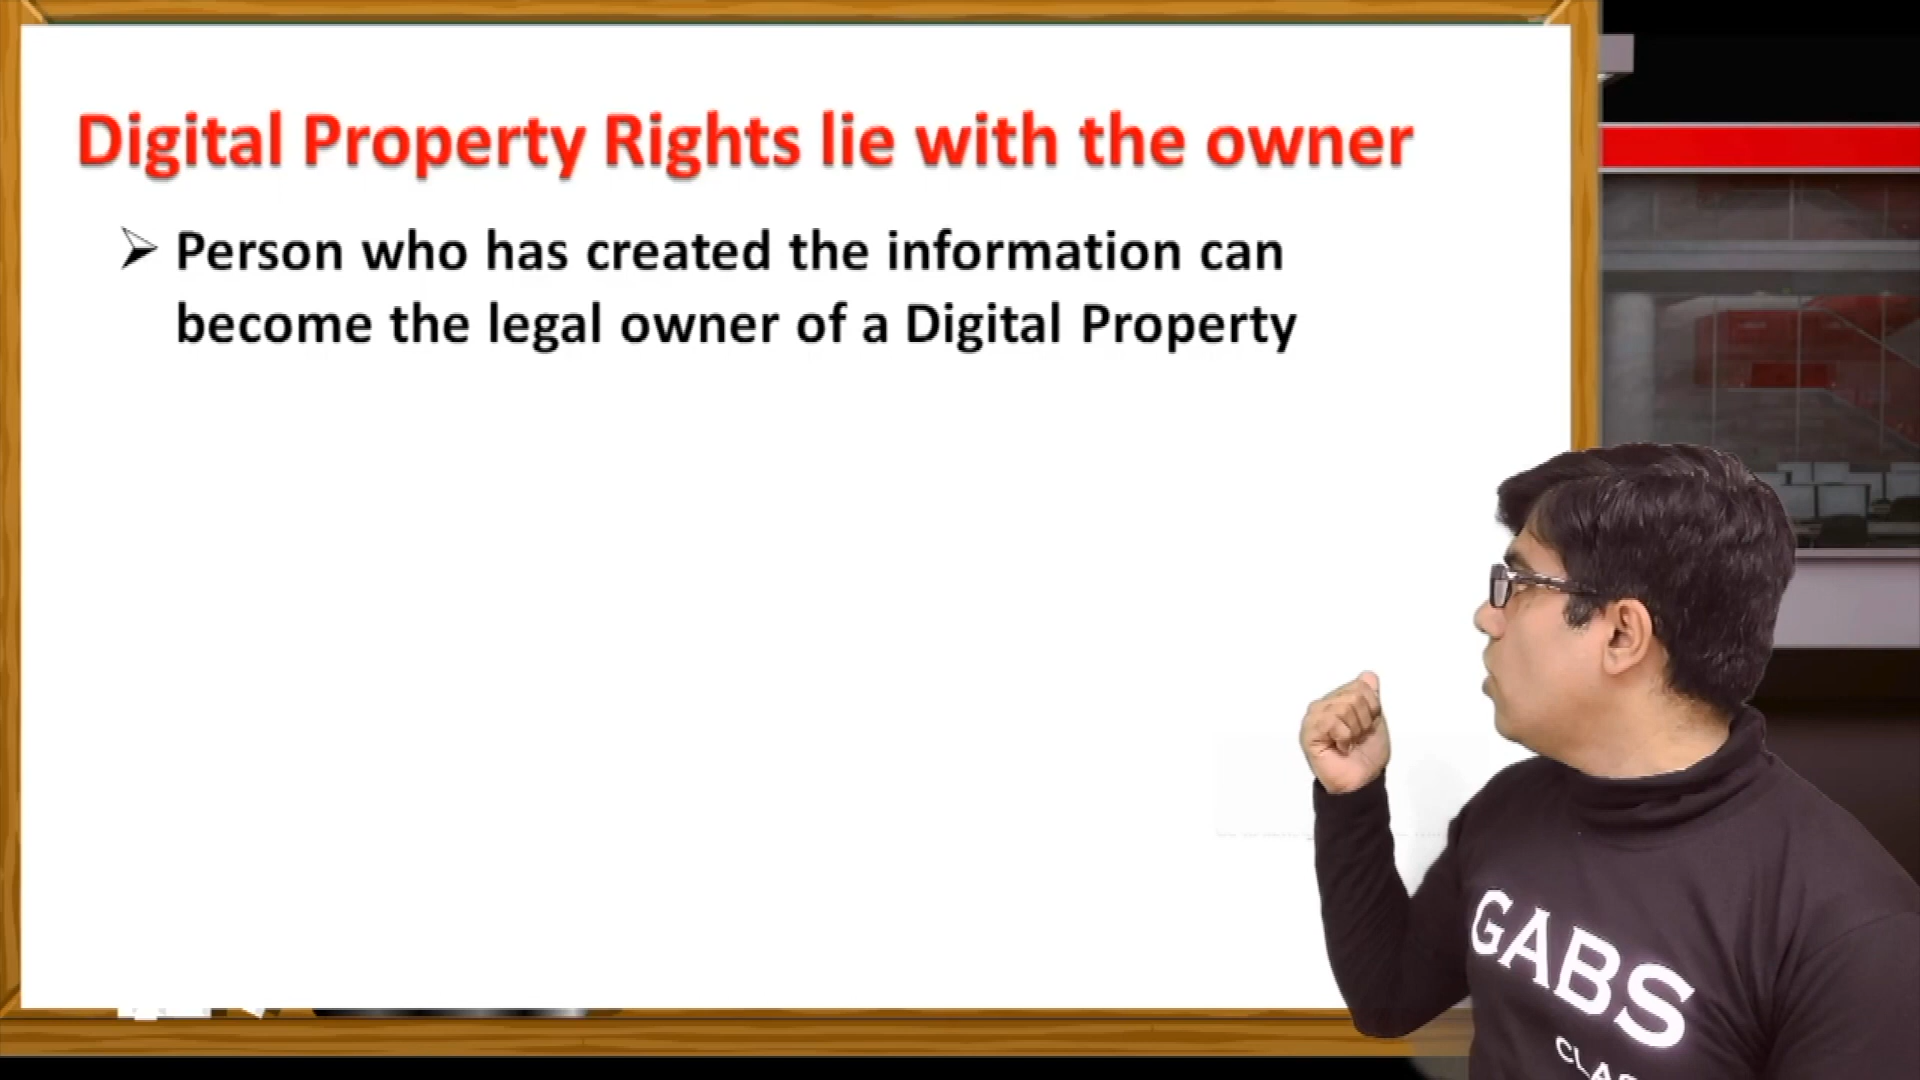 Digital Property Rights lie with the owner
Person who has created the information can
become the legal owner of a Digital Property
GABS